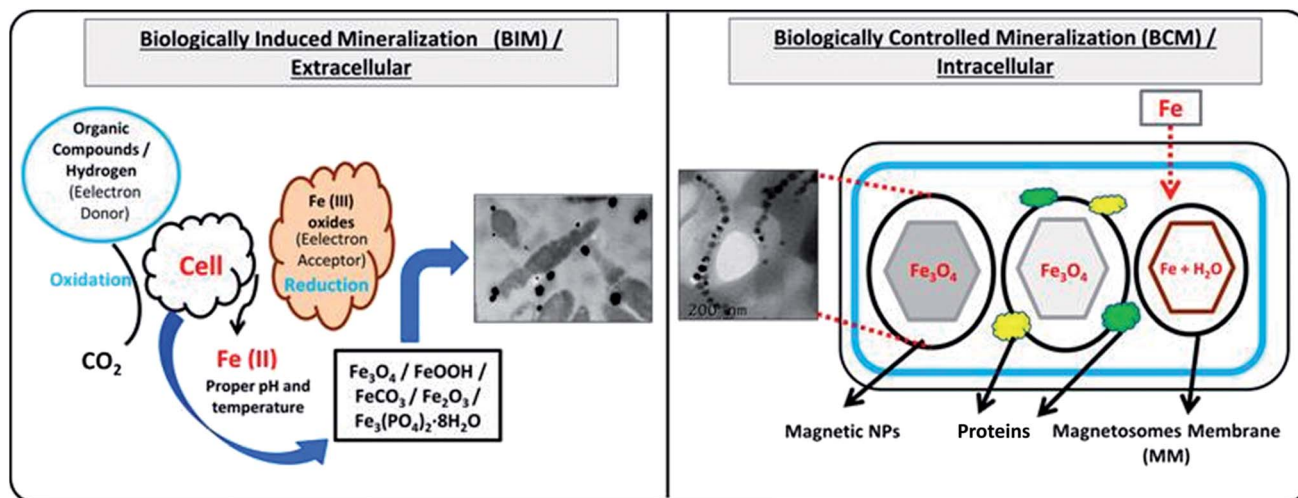 Biologically Induced Mineralization (BIM) /
Extracellular
Organic
Compounds /
Hydrogen
(Eelectron
Donor)
Oxidation
CO₂
Cell
Fe (III)
oxides
(Eelectron
Acceptor)
Reduction
Fe (II)
Proper pH and
temperature
Fe₃O₄ / FeOOH /
FeCO₃ / Fe₂O₃ /
Fe₃(PO₄)₂·8H₂O
Biologically Controlled Mineralization (BCM) /
Intracellular
Fe
200 nm
Fe₃O₄
Fe₃O₄
Fe + H₂O
Magnetic NPs
Proteins
Magnetosomes Membrane
(MM)